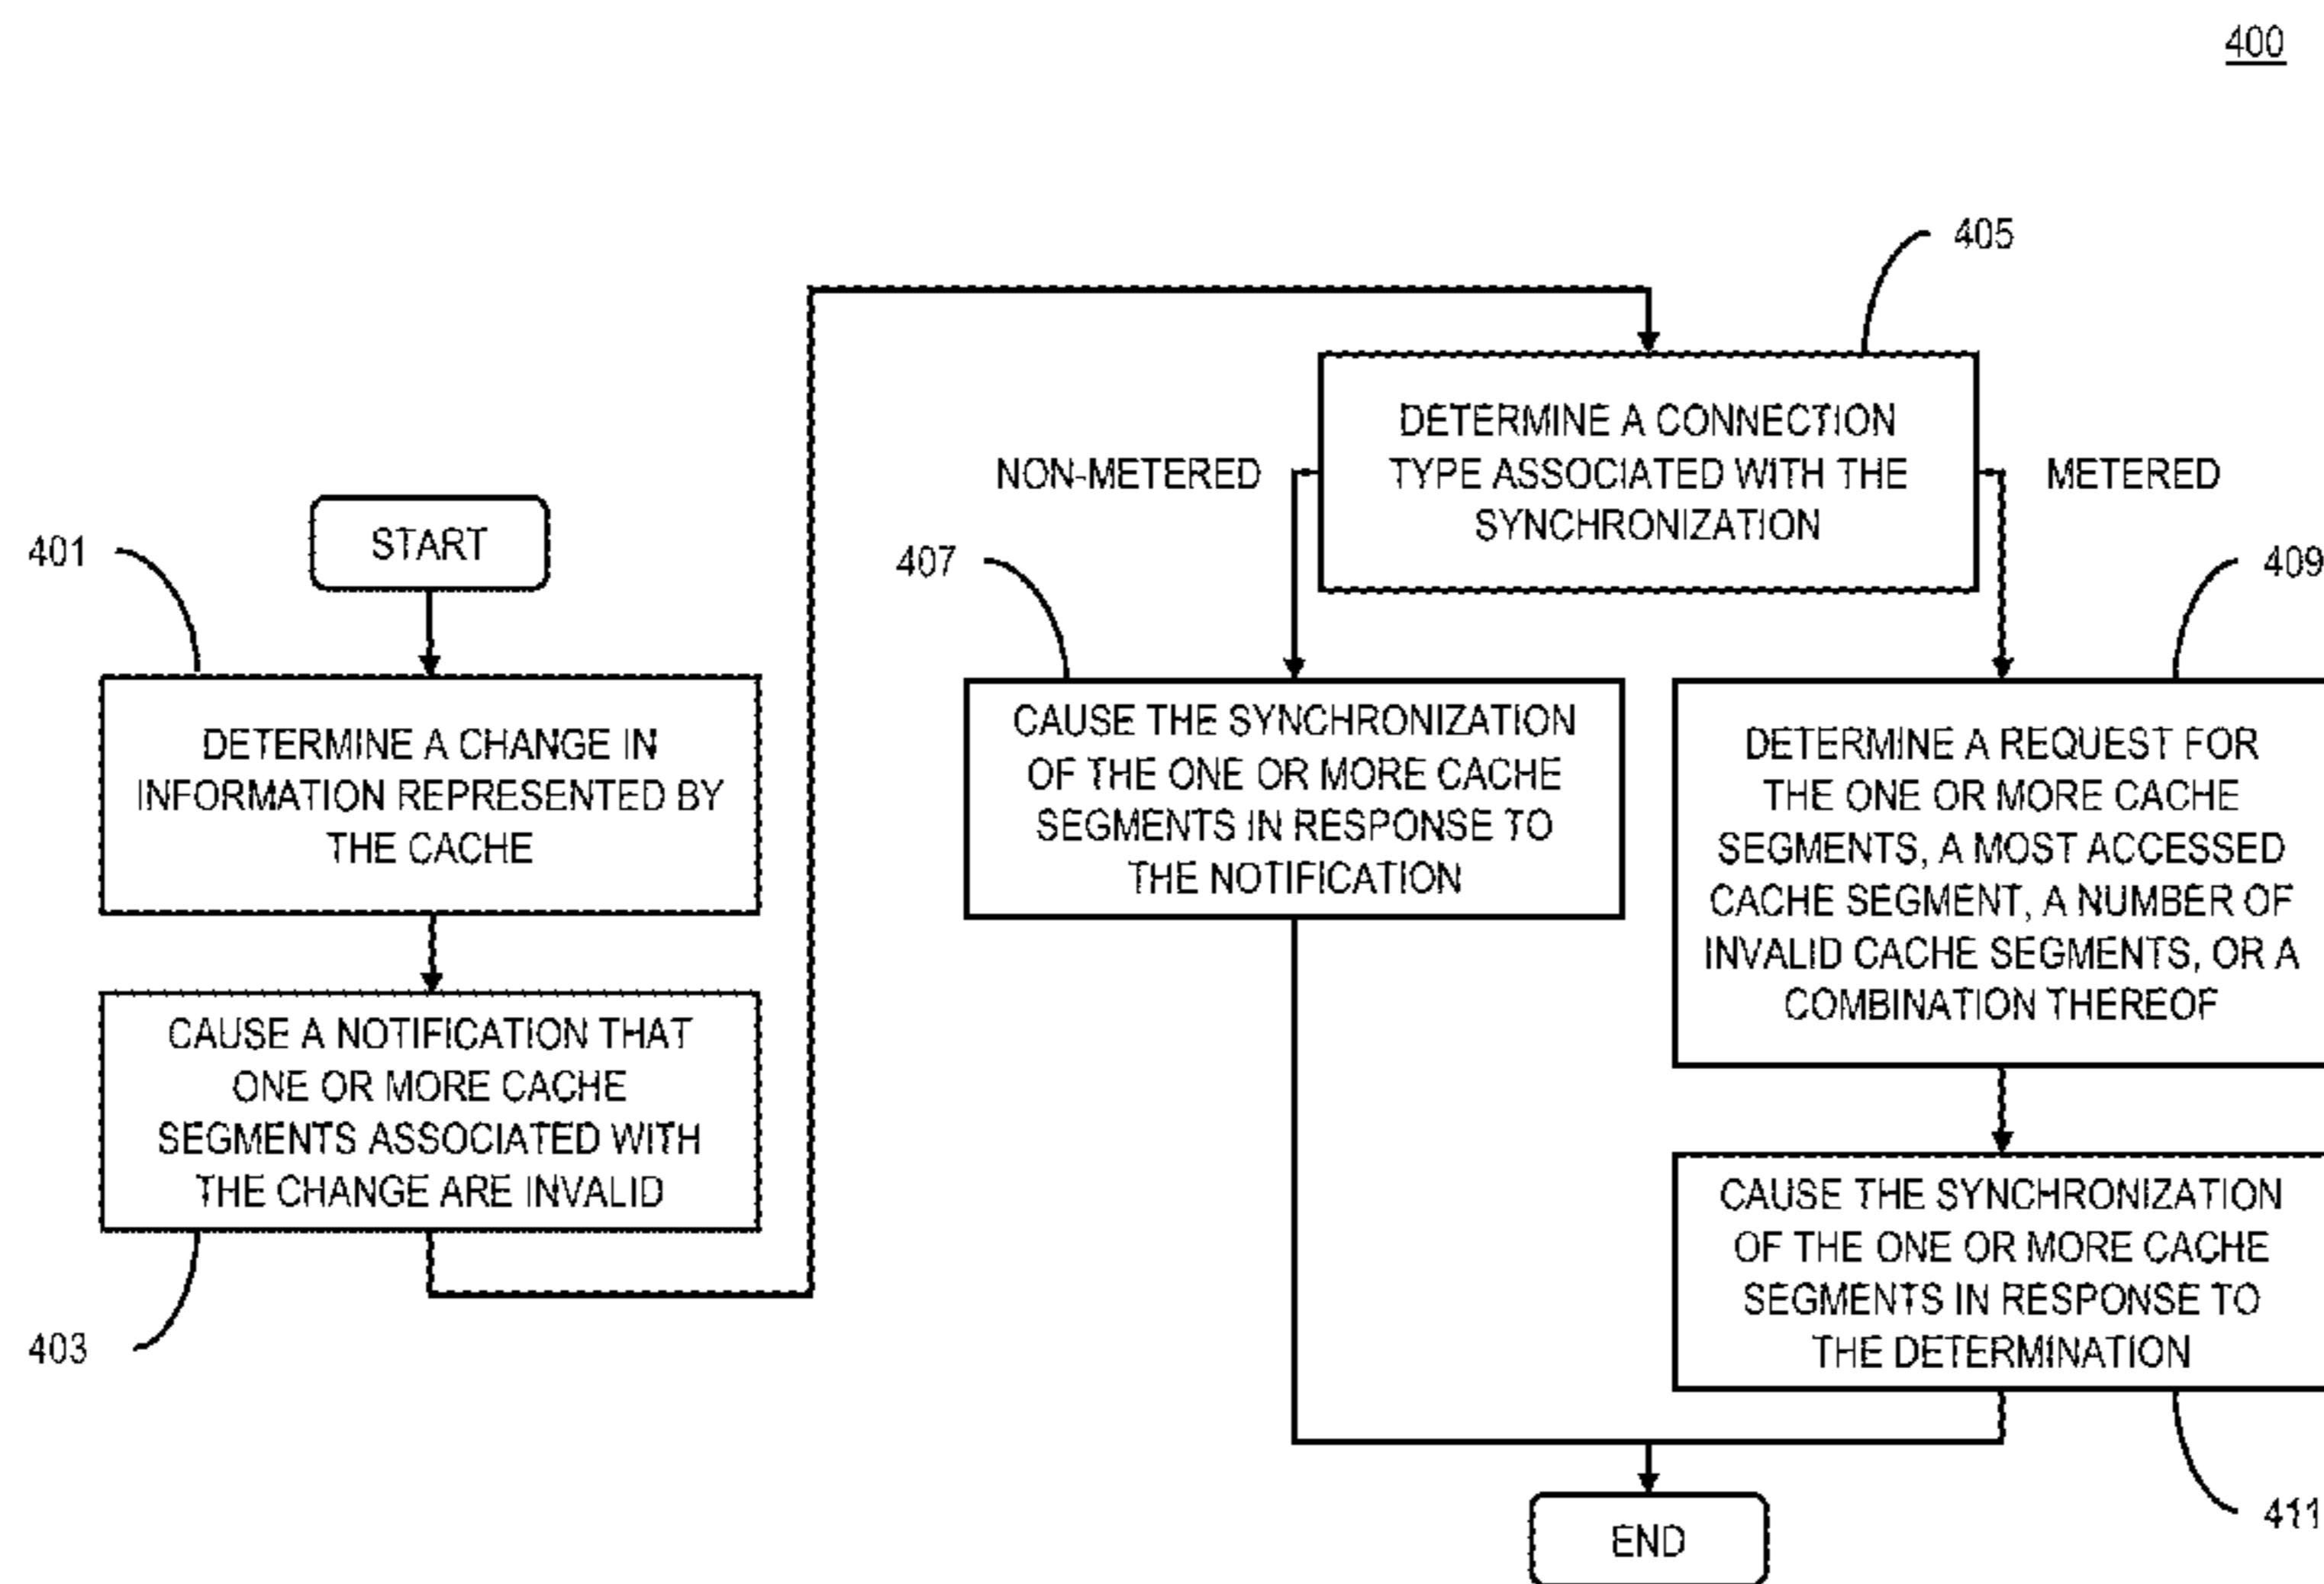 400
START
401
DETERMINE A CHANGE IN
INFORMATION REPRESENTED BY
THE CACHE
CAUSE A NOTIFICATION THAT
ONE OR MORE CACHE
SEGMENTS ASSOCIATED WITH
THE CHANGE ARE INVALID
403
405
DETERMINE A CONNECTION
TYPE ASSOCIATED WITH THE
SYNCHRONIZATION
NON-METERED
METERED
407
CAUSE THE SYNCHRONIZATION
OF THE ONE OR MORE CACHE
SEGMENTS IN RESPONSE TO
THE NOTIFICATION
409
DETERMINE A REQUEST FOR
THE ONE OR MORE CACHE
SEGMENTS, A MOST ACCESSED
CACHE SEGMENT, A NUMBER OF
INVALID CACHE SEGMENTS, OR A
COMBINATION THEREOF
CAUSE THE SYNCHRONIZATION
OF THE ONE OR MORE CACHE
SEGMENTS IN RESPONSE TO
THE DETERMINATION
411
END